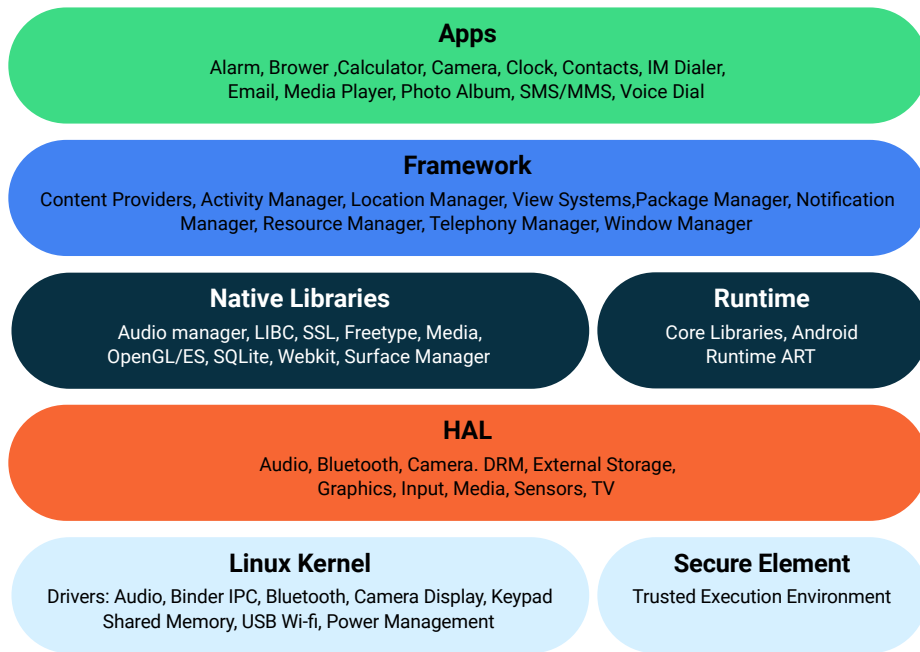 Apps
Alarm, Brower ,Calculator, Camera, Clock, Contacts, IM Dialer,
Email, Media Player, Photo Album, SMS/MMS, Voice Dial
Framework
Content Providers, Activity Manager, Location Manager, View Systems,Package Manager, Notification
Manager, Resource Manager, Telephony Manager, Window Manager
Native Libraries
Audio manager, LIBC, SSL, Freetype, Media,
OpenGL/ES, SQLite, Webkit, Surface Manager
Runtime
Core Libraries, Android
Runtime ART
HAL
Audio, Bluetooth, Camera. DRM, External Storage,
Graphics, Input, Media, Sensors, TV
Linux Kernel
Drivers: Audio, Binder IPC, Bluetooth, Camera Display, Keypad
Shared Memory, USB Wi-fi, Power Management
Secure Element
Trusted Execution Environment